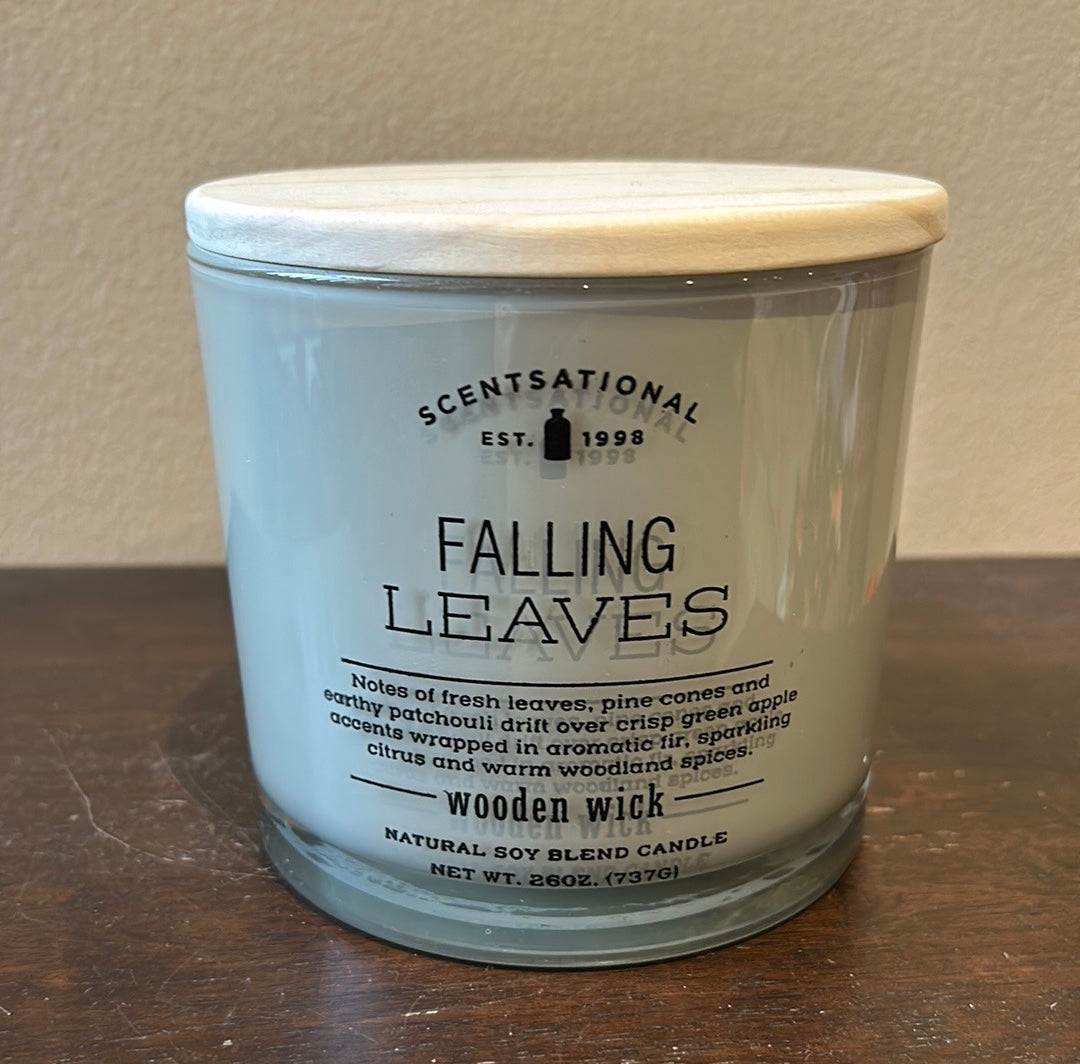 SCENTSATIONAL
EST. 1998
FALLING
LEAVES
Notes of fresh leaves, pine cones and
earthy patchouli drift over crisp green apple
accents wrapped in aromatic fir, sparkling
citrus and warm woodland spices.
wooden wick
NATURAL SOY BLEND CANDLE
NET WT. 26OZ. (737G)